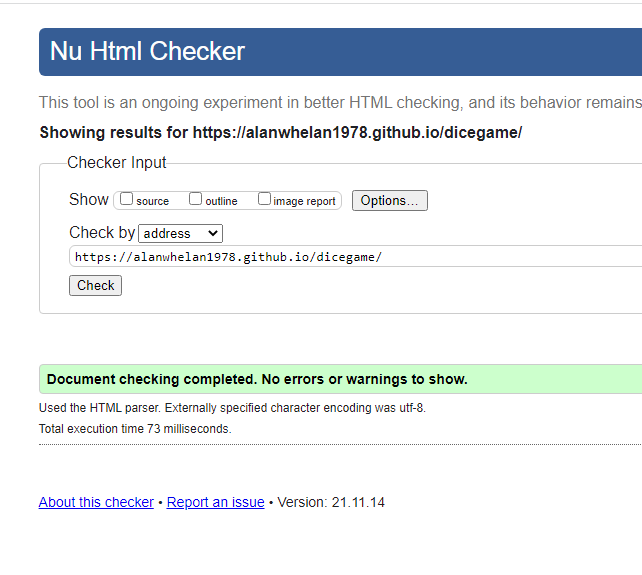 Nu Html Checker
This tool is an ongoing experiment in better HTML checking, and its behavior remains
Showing results for https://alanwhelan1978.github.io/dicegame/
Checker Input
Show source outline image report Options...
Check by address
https://alanwhelan1978.github.io/dicegame/
Check
Document checking completed. No errors or warnings to show.
Used the HTML parser. Externally specified character encoding was utf-8.
Total execution time 73 milliseconds.
About this checker • Report an issue • Version: 21.11.14